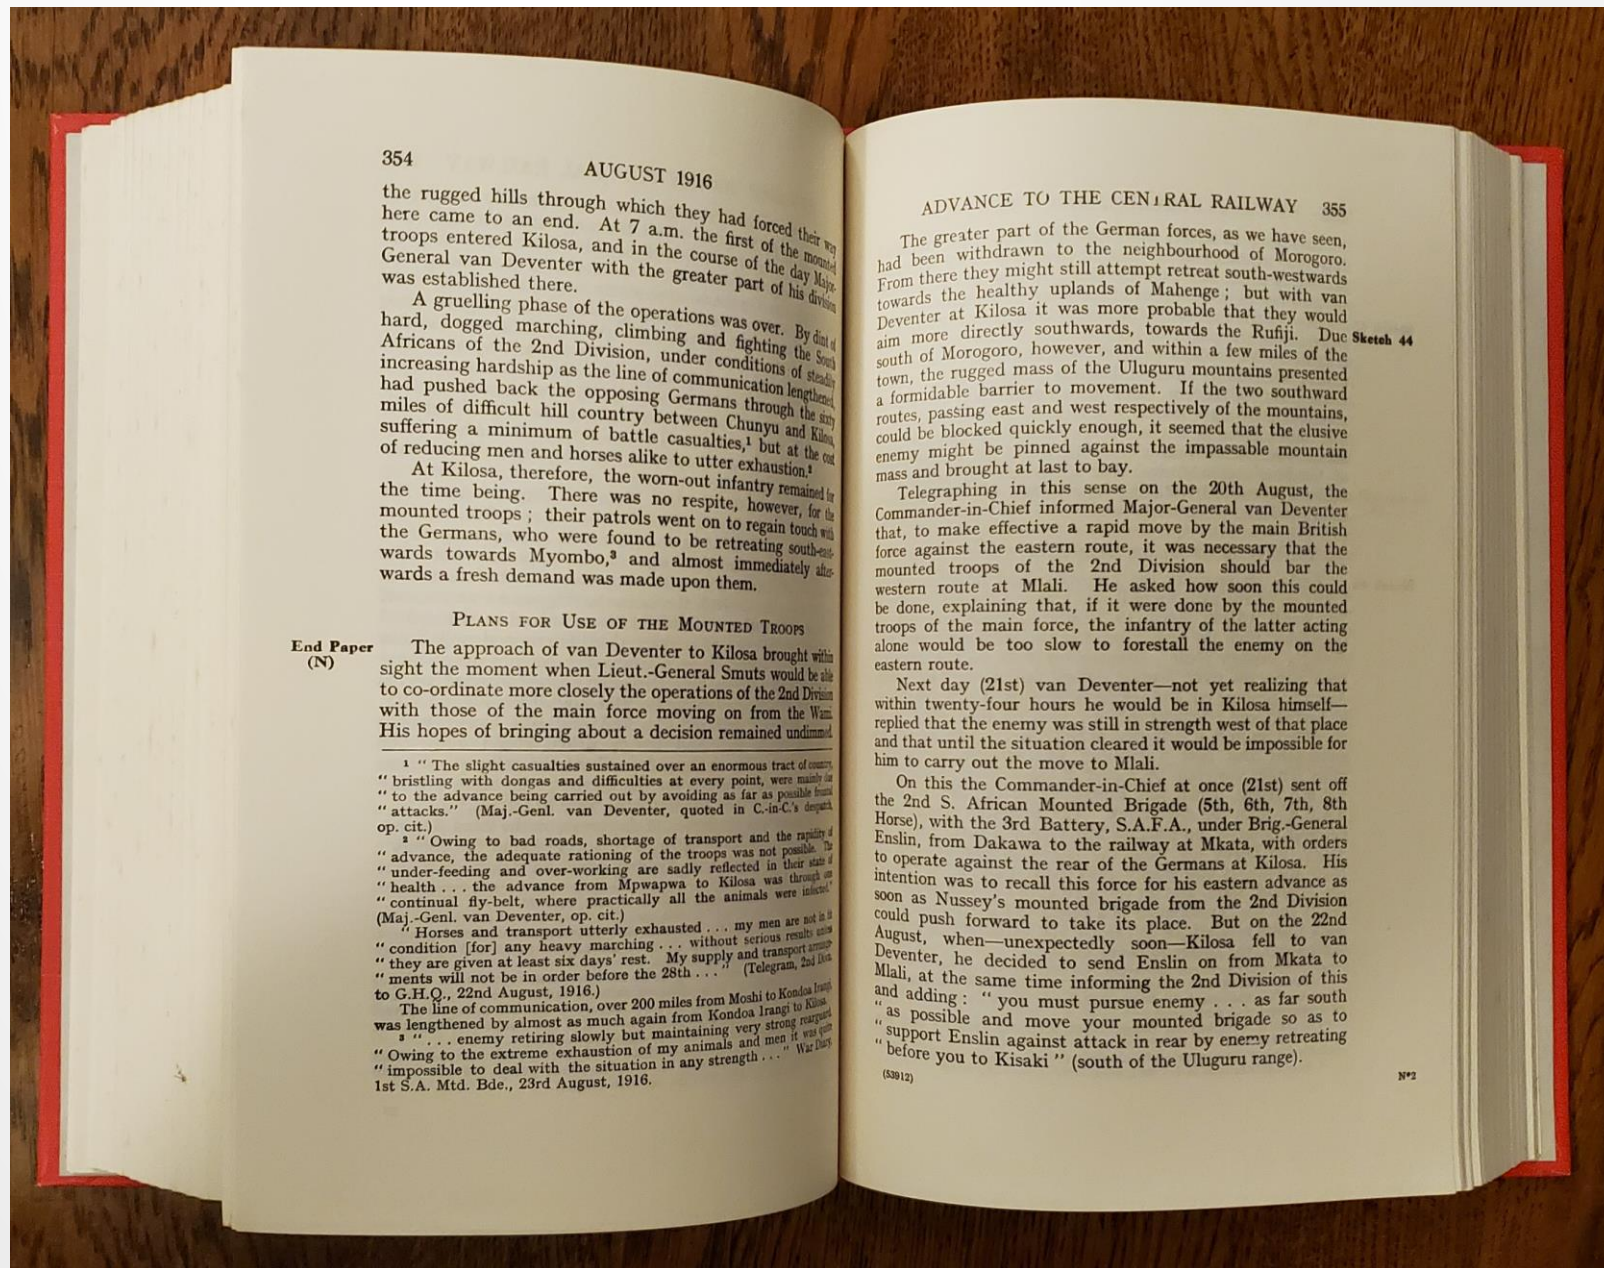 354
AUGUST 1916
the rugged hills through which they had forced their way
here came to an end. At 7 a.m. the first of the mounted
troops entered Kilosa, and in the course of the day Major-
General van Deventer with the greater part of his division
was established there.
A gruelling phase of the operations was over. By dint of
hard, dogged marching, climbing and fighting the South
Africans of the 2nd Division, under conditions of steadily
increasing hardship as the line of communication lengthened,
had pushed back the opposing Germans through the sixty
miles of difficult hill country between Chunyu and Kilosa,
suffering a minimum of battle casualties,¹ but at the cost
of reducing men and horses alike to utter exhaustion.²
At Kilosa, therefore, the worn-out infantry remained for
the time being. There was no respite, however, for the
mounted troops ; their patrols went on to regain touch with
the Germans, who were found to be retreating south-east-
wards towards Myombo,³ and almost immediately after-
wards a fresh demand was made upon them.
PLANS FOR USE OF THE MOUNTED TROOPS
End Paper
(N)
The approach of van Deventer to Kilosa brought within
sight the moment when Lieut.-General Smuts would be able
to co-ordinate more closely the operations of the 2nd Division
with those of the main force moving on from the Wami.
His hopes of bringing about a decision remained undimmed.
¹ " The slight casualties sustained over an enormous tract of country,
" bristling with dongas and difficulties at every point, were mainly due
" to the advance being carried out by avoiding as far as possible frontal
" attacks." (Maj.-Genl. van Deventer, quoted in C.-in-C.'s despatch,
op. cit.)
² " Owing to bad roads, shortage of transport and the rapidity of
" advance, the adequate rationing of the troops was not possible. The
" under-feeding and over-working are sadly reflected in their state of
" health . . . the advance from Mpwapwa to Kilosa was through one
" continual fly-belt, where practically all the animals were infected."
(Maj.-Genl. van Deventer, op. cit.)
" Horses and transport utterly exhausted . . . my men are not in fit
" condition [for] any heavy marching . . . without serious results unless
" they are given at least six days' rest. My supply and transport arrange-
" ments will not be in order before the 28th . . . " (Telegram, 2nd Divn.
to G.H.Q., 22nd August, 1916.)
The line of communication, over 200 miles from Moshi to Kondoa Irangi,
was lengthened by almost as much again from Kondoa Irangi to Kilosa.
³ " . . . enemy retiring slowly but maintaining very strong rearguard.
" Owing to the extreme exhaustion of my animals and men it was quite
" impossible to deal with the situation in any strength . . . " War Diary,
1st S.A. Mtd. Bde., 23rd August, 1916.
ADVANCE TO THE CENTRAL RAILWAY 355
The greater part of the German forces, as we have seen,
had been withdrawn to the neighbourhood of Morogoro.
From there they might still attempt retreat south-westwards
towards the healthy uplands of Mahenge ; but with van
Deventer at Kilosa it was more probable that they would
aim more directly southwards, towards the Rufiji. Due
Sketch 44
south of Morogoro, however, and within a few miles of the
town, the rugged mass of the Uluguru mountains presented
a formidable barrier to movement. If the two southward
routes, passing east and west respectively of the mountains,
could be blocked quickly enough, it seemed that the elusive
enemy might be pinned against the impassable mountain
mass and brought at last to bay.
Telegraphing in this sense on the 20th August, the
Commander-in-Chief informed Major-General van Deventer
that, to make effective a rapid move by the main British
force against the eastern route, it was necessary that the
mounted troops of the 2nd Division should bar the
western route at Mlali. He asked how soon this could
be done, explaining that, if it were done by the mounted
troops of the main force, the infantry of the latter acting
alone would be too slow to forestall the enemy on the
eastern route.
Next day (21st) van Deventer—not yet realizing that
within twenty-four hours he would be in Kilosa himself—
replied that the enemy was still in strength west of that place
and that until the situation cleared it would be impossible for
him to carry out the move to Mlali.
On this the Commander-in-Chief at once (21st) sent off
the 2nd S. African Mounted Brigade (5th, 6th, 7th, 8th
Horse), with the 3rd Battery, S.A.F.A., under Brig.-General
Enslin, from Dakawa to the railway at Mkata, with orders
to operate against the rear of the Germans at Kilosa. His
intention was to recall this force for his eastern advance as
soon as Nussey's mounted brigade from the 2nd Division
could push forward to take its place. But on the 22nd
August, when—unexpectedly soon—Kilosa fell to van
Deventer, he decided to send Enslin on from Mkata to
Mlali, at the same time informing the 2nd Division of this
and adding : " you must pursue enemy . . . as far south
" as possible and move your mounted brigade so as to
" support Enslin against attack in rear by enemy retreating
" before you to Kisaki " (south of the Uluguru range).
(53912)
N*2